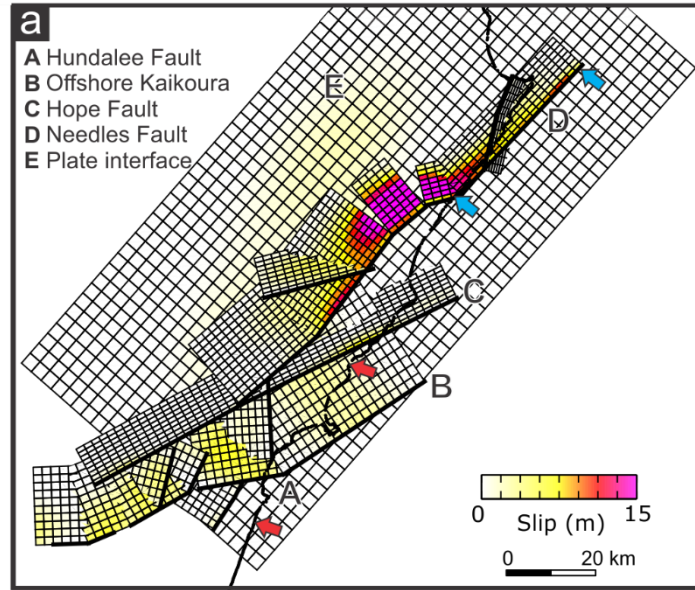 a
A Hundalee Fault
B Offshore Kaikoura
C Hope Fault
D Needles Fault
E Plate interface
E
D
C
B
A
0 15
Slip (m)
0 20 km